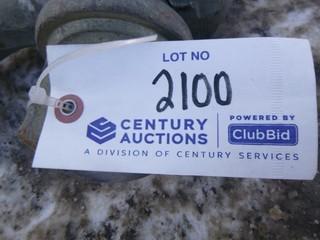 LOT NO
2100
CENTURY AUCTIONS
POWERED BY
ClubBid
A DIVISION OF CENTURY SERVICES